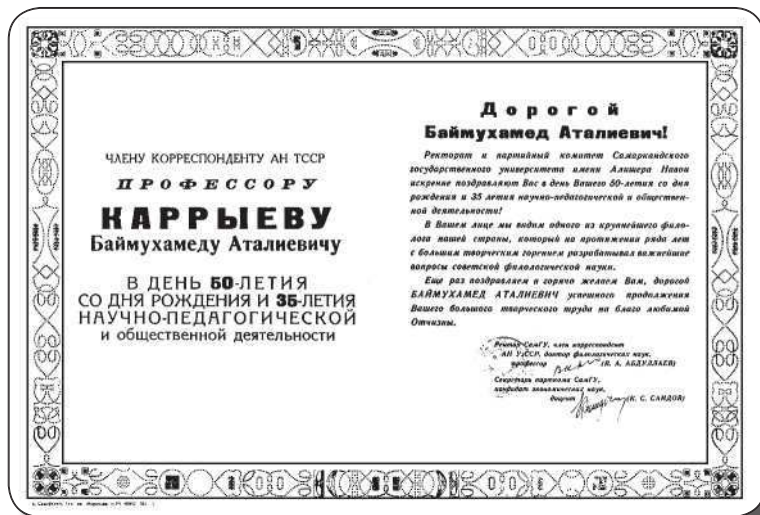 ЧЛЕНУ КОРРЕСПОНДЕНТУ АН ТССР
ПРОФЕССОРУ
КАРРЫЕВУ
Баймухамеду Аталиевичу
В ДЕНЬ 50-ЛЕТИЯ
СО ДНЯ РОЖДЕНИЯ И 35-ЛЕТИЯ
НАУЧНО-ПЕДАГОГИЧЕСКОЙ
и общественной деятельности
Дорогой
Баймухамед Аталиевич!
Ректорат и партийный комитет Самаркандского
государственного университета имени Алишера Навои
искренне поздравляют Вас в день Вашего 50-летия со дня
рождения и 35 летия научно-педагогической и обществен-
ной деятельности!
В Вашем лице мы видим одного из крупнейшего фило-
лога нашей страны, который на протяжении ряда лет
с большим творческим горением разрабатывал важнейшие
вопросы советской филологической науки.
Еще раз поздравляем и горячо желаем Вам, дорогой
БАЙМУХАМЕД АТАЛИЕВИЧ успешного продолжения
Вашего большого творческого труда на благо любимой
Отчизны.
Ректор СамГУ, член корреспондент
АН УзССР, доктор филологических наук,
профессор (В. А. АБДУЛЛАЕВ)
Секретарь парткома СамГУ,
кандидат экономических наук,
доцент (К. С. САИДОВ)